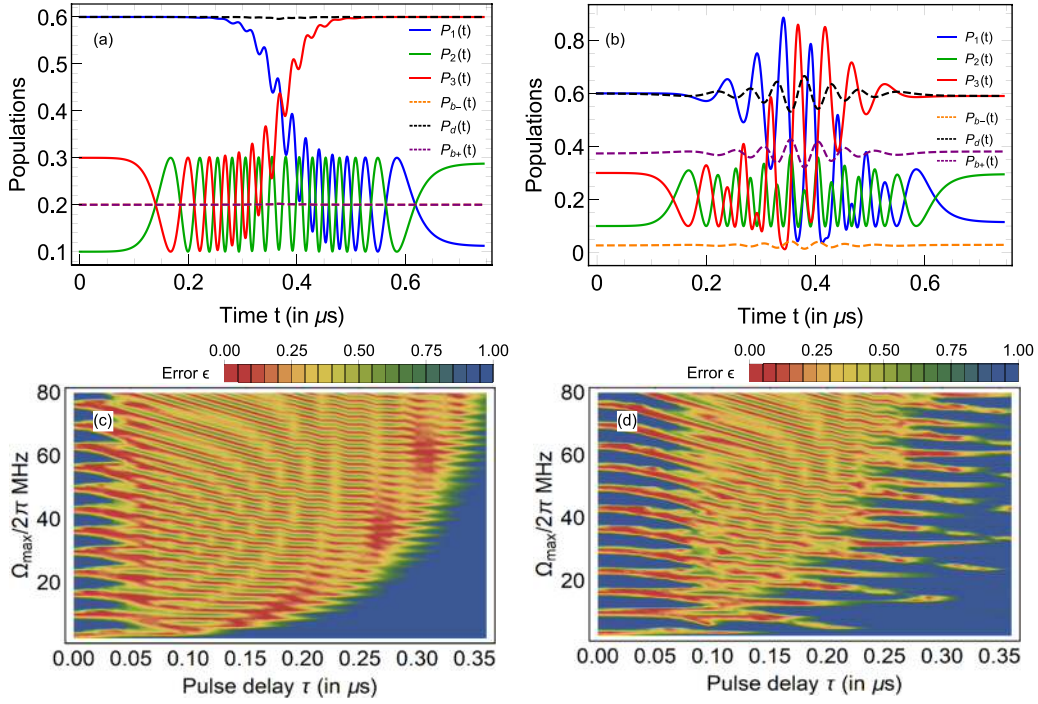 (a)
0.6
0.5
0.4
0.3
0.2
0.1
Populations
P1(t)
P2(t)
P3(t)
Pb−(t)
Pd(t)
Pb+(t)
0 0.2 0.4 0.6
Time t (in μs)
(b)
0.8
0.6
0.4
0.2
0
Populations
P1(t)
P2(t)
P3(t)
Pb−(t)
Pd(t)
Pb+(t)
0 0.2 0.4 0.6
Time t (in μs)
0.00 0.25 0.50 0.75 1.00
Error ϵ
(c)
80
60
40
20
Ωmax/2π MHz
0.00 0.05 0.10 0.15 0.20 0.25 0.30 0.35
Pulse delay τ (in μs)
0.00 0.25 0.50 0.75 1.00
Error ϵ
(d)
80
60
40
20
Ωmax/2π MHz
0.00 0.05 0.10 0.15 0.20 0.25 0.30 0.35
Pulse delay τ (in μs)